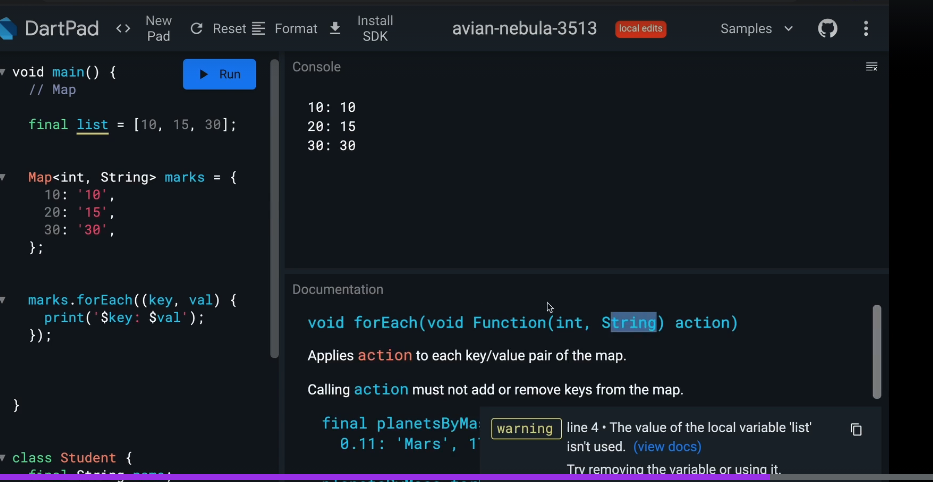 DartPad <> New Pad Reset Format Install SDK avian-nebula-3513 local edits Samples
void main() {
Run
// Map
final list = [10, 15, 30];
Map<int, String> marks = {
10: '10',
20: '15',
30: '30',
};
marks.forEach((key, val) {
print('$key: $val');
});
}
class Student {
final String name;
Console
10: 10
20: 15
30: 30
Documentation
void forEach(void Function(int, String) action)
Applies action to each key/value pair of the map.
Calling action must not add or remove keys from the map.
final planetsByMas
0.11: 'Mars', 1
warning line 4 • The value of the local variable 'list'
isn't used. (view docs)
Try removing the variable or using it.